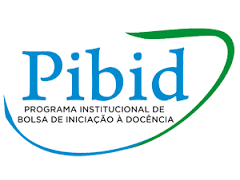 Pibid
PROGRAMA INSTITUCIONAL DE
BOLSA DE INICIAÇÃO À DOCÊNCIA